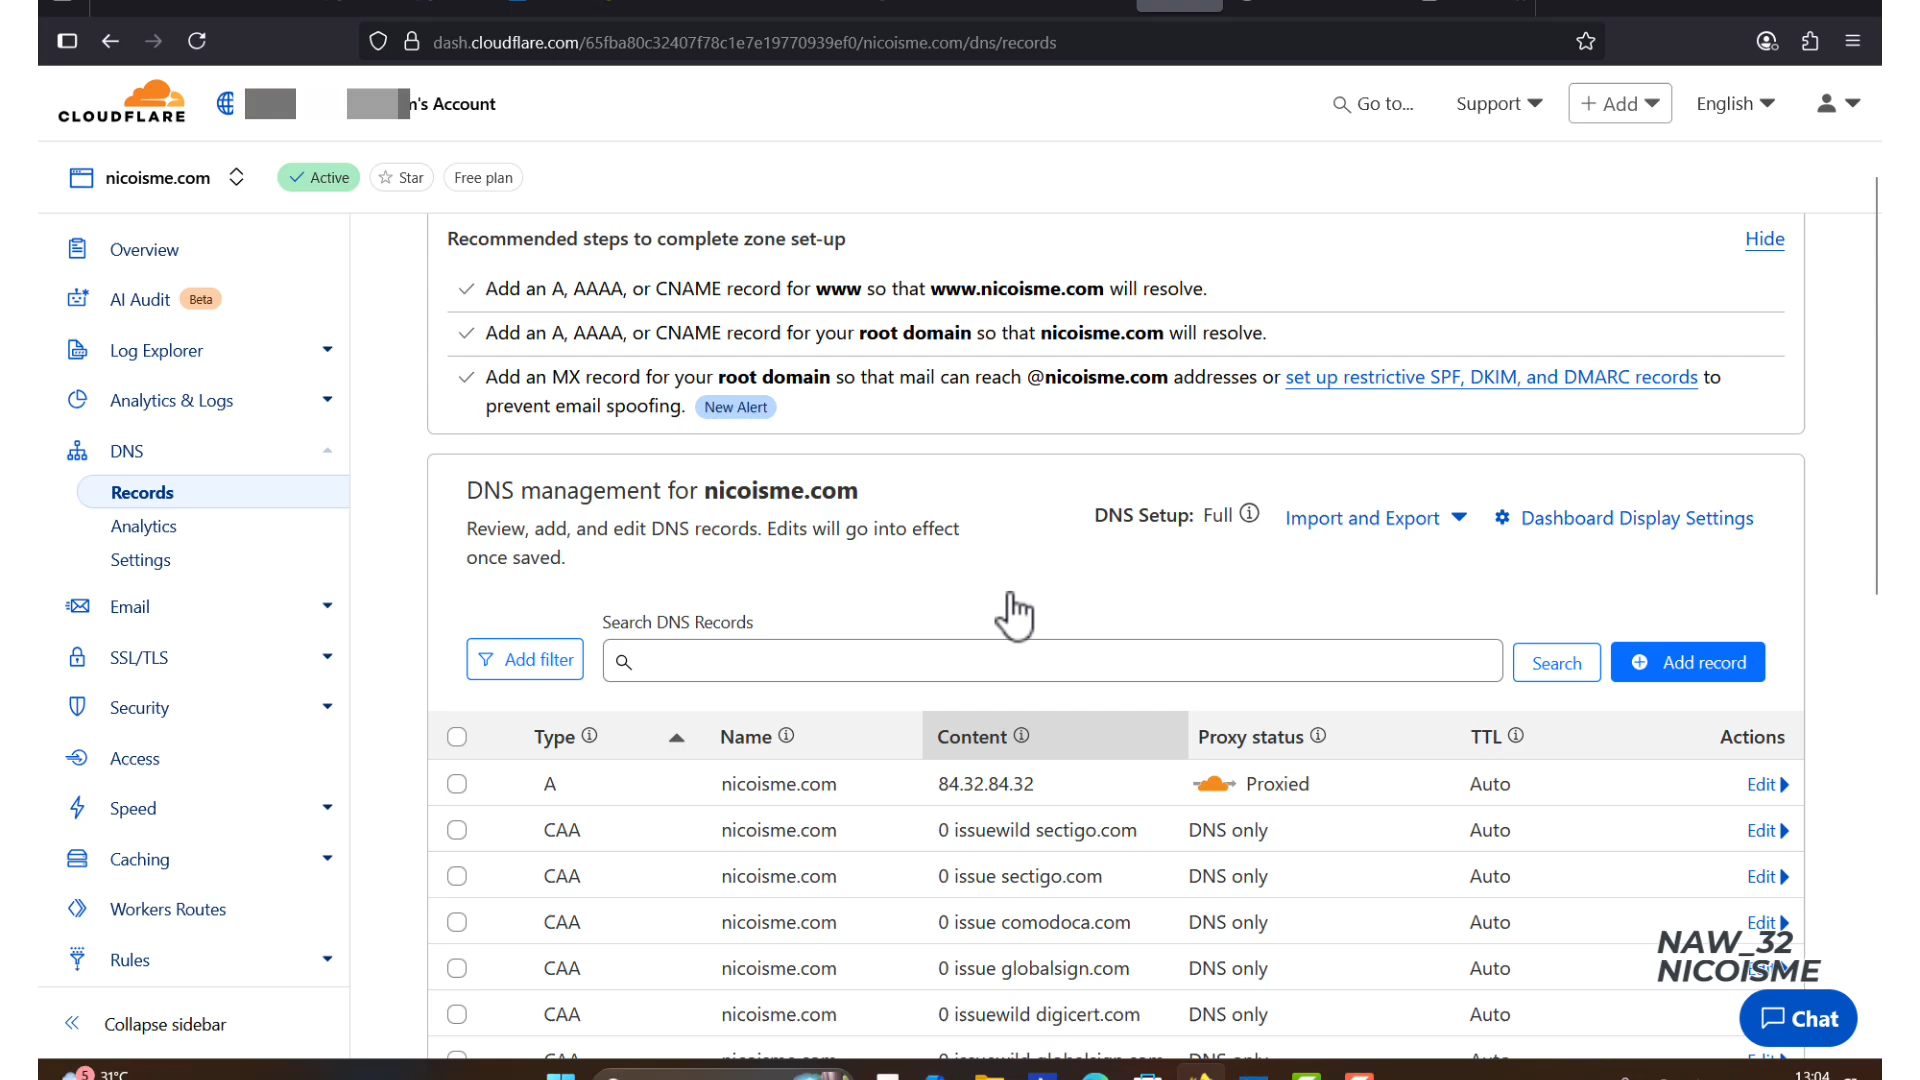 dash.cloudflare.com/65fba80c32407f78c1e7e19770939ef0/nicoisme.com/dns/records
CLOUDFLARE
's Account
Go to...
Support
+ Add
English
nicoisme.com
Active
Star
Free plan
Overview
AI Audit Beta
Log Explorer
Analytics & Logs
DNS
Records
Analytics
Settings
Email
SSL/TLS
Security
Access
Speed
Caching
Workers Routes
Rules
Collapse sidebar
Recommended steps to complete zone set-up
Hide
Add an A, AAAA, or CNAME record for www so that www.nicoisme.com will resolve.
Add an A, AAAA, or CNAME record for your root domain so that nicoisme.com will resolve.
Add an MX record for your root domain so that mail can reach @nicoisme.com addresses or set up restrictive SPF, DKIM, and DMARC records to
prevent email spoofing. New Alert
DNS management for nicoisme.com
Review, add, and edit DNS records. Edits will go into effect
once saved.
DNS Setup: Full
Import and Export
Dashboard Display Settings
Search DNS Records
Add filter
Search
Add record
Type Name Content Proxy status TTL Actions
A nicoisme.com 84.32.84.32 Proxied Auto Edit
CAA nicoisme.com 0 issuewild sectigo.com DNS only Auto Edit
CAA nicoisme.com 0 issue sectigo.com DNS only Auto Edit
CAA nicoisme.com 0 issue comodoca.com DNS only Auto Edit
CAA nicoisme.com 0 issue globalsign.com DNS only Auto Edit
CAA nicoisme.com 0 issuewild digicert.com DNS only Auto
NAW_32
NICOISME
Chat
5
31°C
13:04